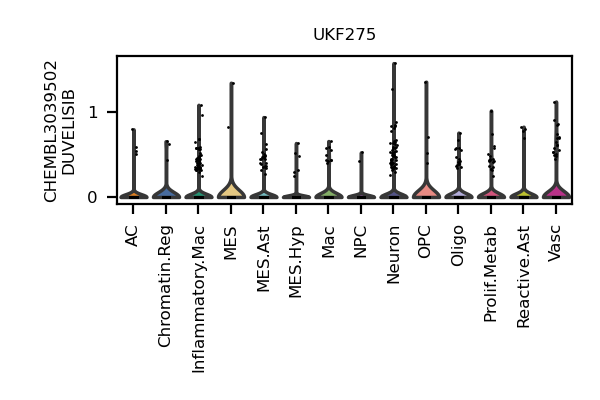 UKF275
CHEMBL3039502
DUVELISIB
1
0
AC
Chromatin.Reg
Inflammatory.Mac
MES
MES.Ast
MES.Hyp
Mac
NPC
Neuron
OPC
Oligo
Prolif.Metab
Reactive.Ast
Vasc